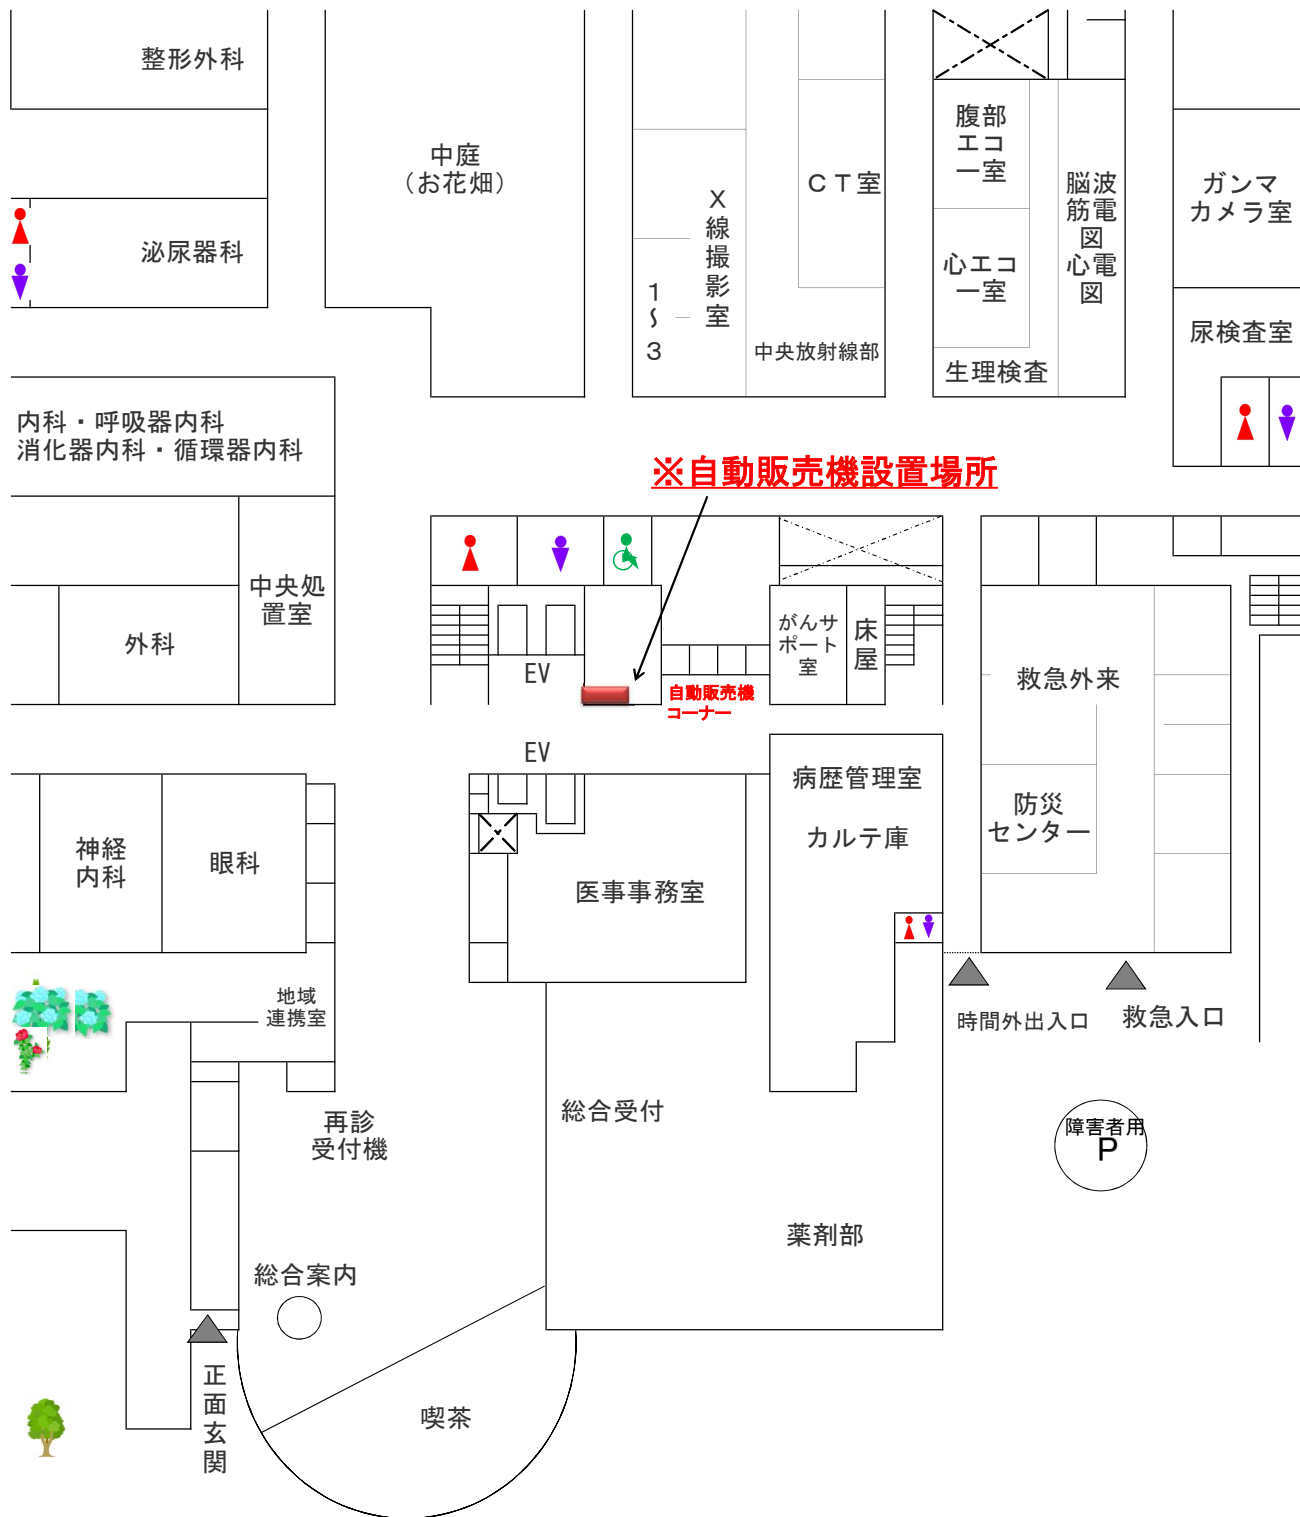 整形外科
中庭
（お花畑）
泌尿器科
X線撮影室
1～3
CT室
中央放射線部
腹部
エコ
ー室
心エコ
ー室
生理検査
脳波
筋電
図
心電
図
ガンマ
カメラ室
尿検査室
内科・呼吸器内科
消化器内科・循環器内科
※自動販売機設置場所
中央処
置室
外科
EV
自動販売機
コーナー
がんサ
ポート
室
床屋
救急外来
EV
病歴管理室
カルテ庫
防災
センター
神経
内科
眼科
医事事務室
地域
連携室
時間外出入口
救急入口
再診
受付機
総合受付
障害者用
P
薬剤部
総合案内
正面玄関
喫茶